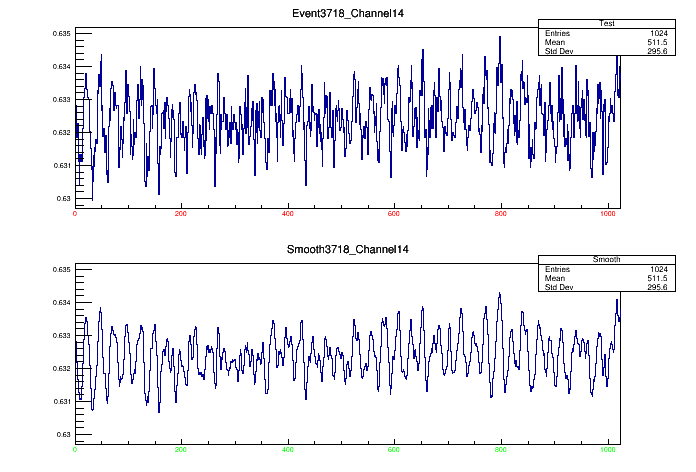 Event3718_Channel14
Test
Entries 1024
Mean 511.5
Std Dev 295.6
0.635
0.634
0.633
0.632
0.631
0.63
0 200 400 600 800 1000
Smooth3718_Channel14
Smooth
Entries 1024
Mean 511.5
Std Dev 295.6
0.635
0.634
0.633
0.632
0.631
0.63
0 200 400 600 800 1000